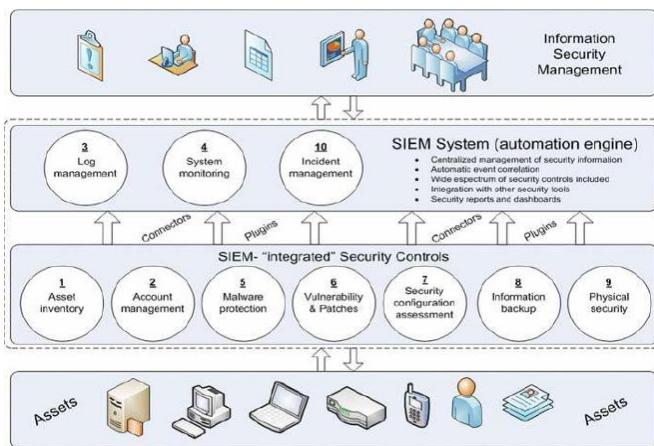 Information
Security
Management
SIEM System (automation engine)
3
Log
management
4
System
monitoring
10
Incident
management
• Centralized management of security information
• Automatic event correlation
• Wide espectrum of security controls included
• Integration with other security tools
• Security reports and dashboards
Connectors
Plugins
Connectors
Plugins
SIEM- "integrated" Security Controls
1
Asset
inventory
2
Account
management
5
Malware
protection
6
Vulnerability
& Patches
7
Security
configuration
assessment
8
Information
backup
9
Physical
security
Assets
Assets